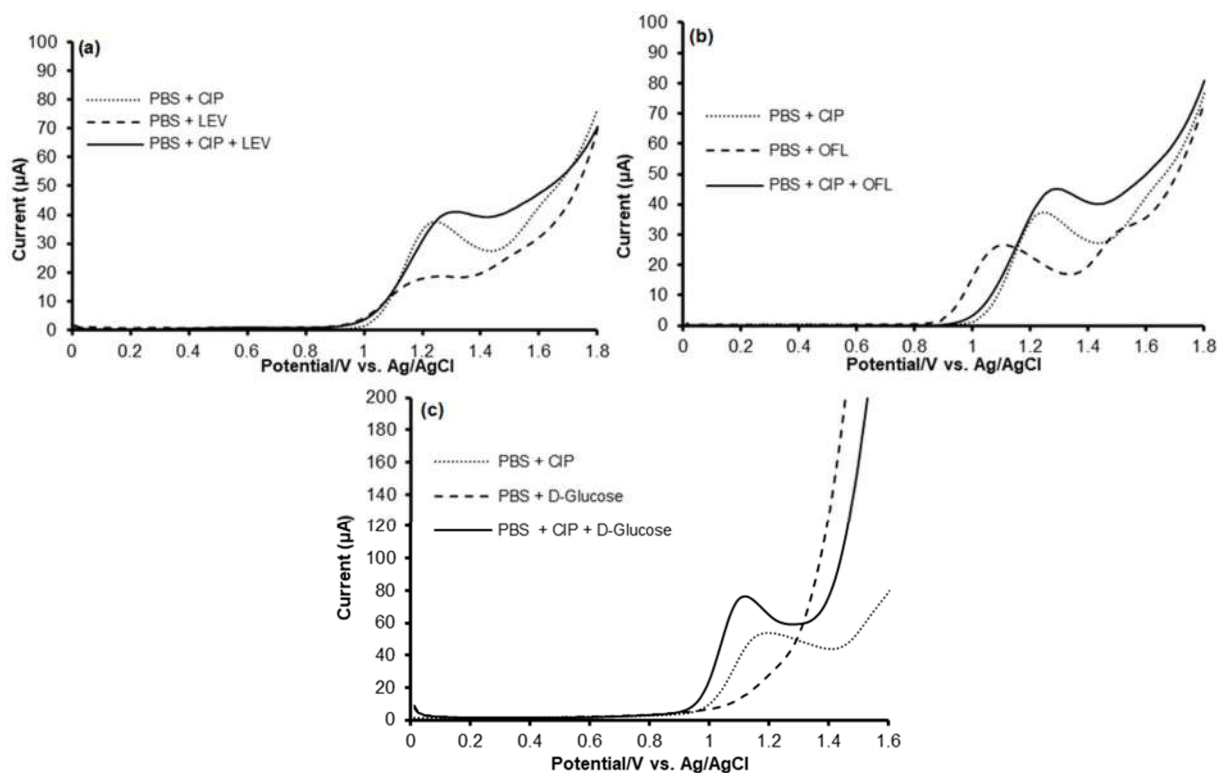 (a)
100
90
80
70
60
50
40
30
20
10
0
Current (µA)
PBS + CIP
PBS + LEV
PBS + CIP + LEV
0 0.2 0.4 0.6 0.8 1 1.2 1.4 1.6 1.8
Potential/V vs. Ag/AgCl
(b)
100
90
80
70
60
50
40
30
20
10
0
Current (µA)
PBS + CIP
PBS + OFL
PBS + CIP + OFL
0 0.2 0.4 0.6 0.8 1 1.2 1.4 1.6 1.8
Potential/V vs. Ag/AgCl
(c)
200
180
160
140
120
100
80
60
40
20
0
Current (µA)
PBS + CIP
PBS + D-Glucose
PBS + CIP + D-Glucose
0 0.2 0.4 0.6 0.8 1 1.2 1.4 1.6
Potential/V vs. Ag/AgCl